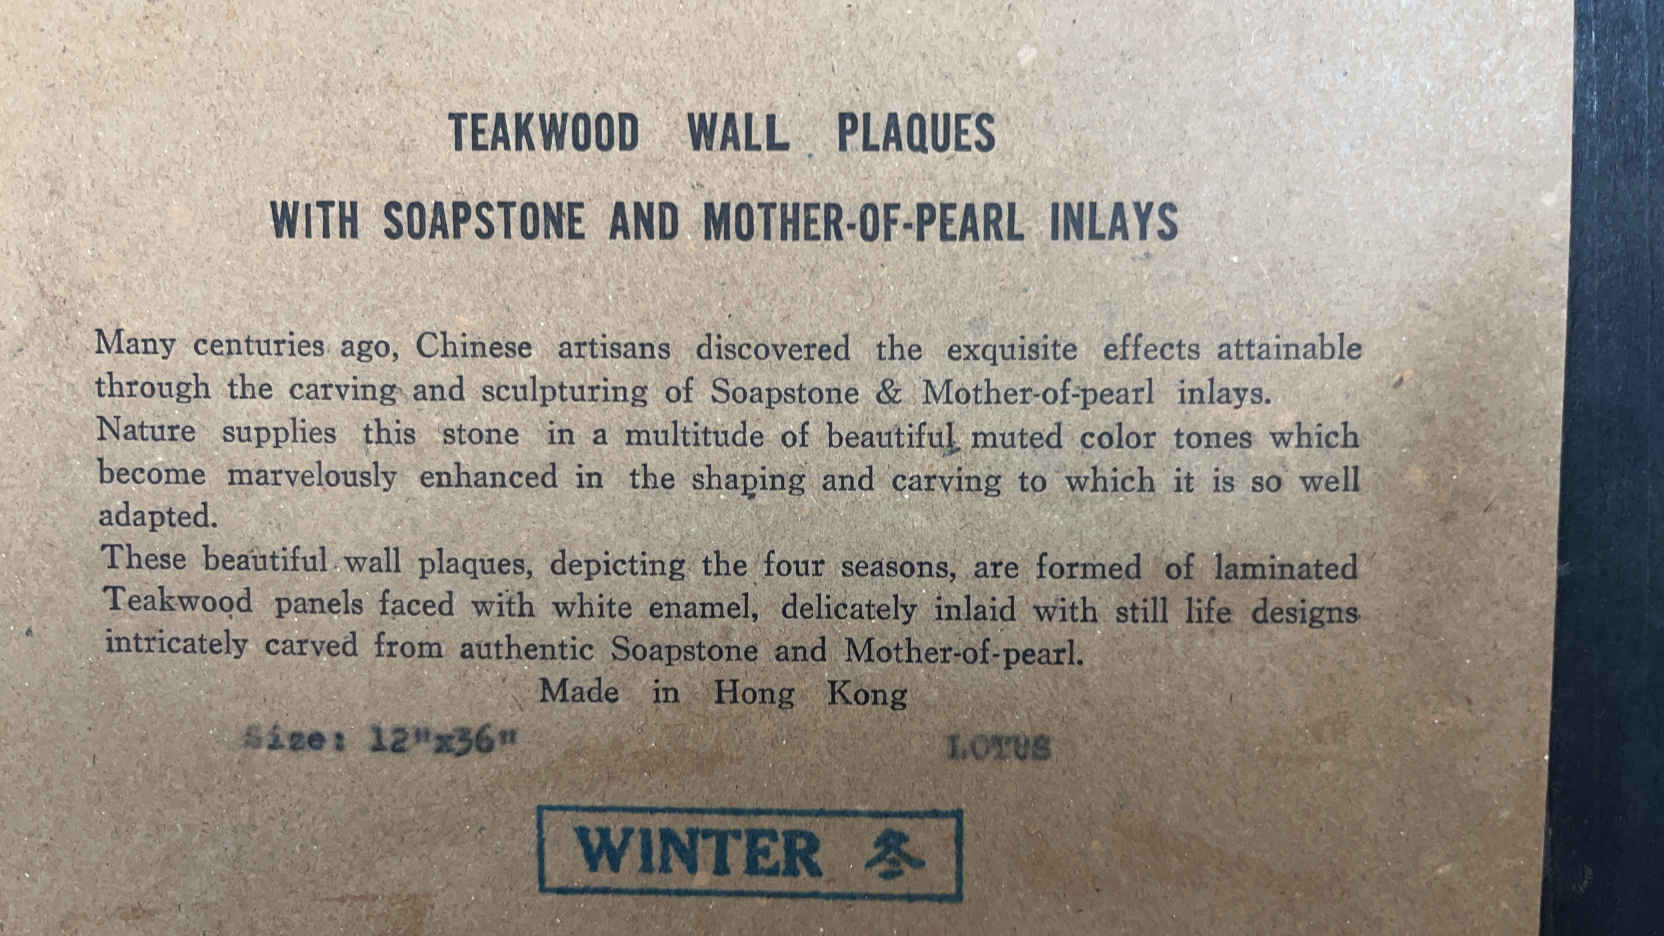 TEAKWOOD WALL PLAQUES
WITH SOAPSTONE AND MOTHER-OF-PEARL INLAYS
Many centuries ago, Chinese artisans discovered the exquisite effects attainable
through the carving and sculpturing of Soapstone & Mother-of-pearl inlays.
Nature supplies this stone in a multitude of beautiful muted color tones which
become marvelously enhanced in the shaping and carving to which it is so well
adapted.
These beautiful wall plaques, depicting the four seasons, are formed of laminated
Teakwood panels faced with white enamel, delicately inlaid with still life designs
intricately carved from authentic Soapstone and Mother-of-pearl.
Made in Hong Kong
Size: 12"x36" LOTUS
WINTER 冬